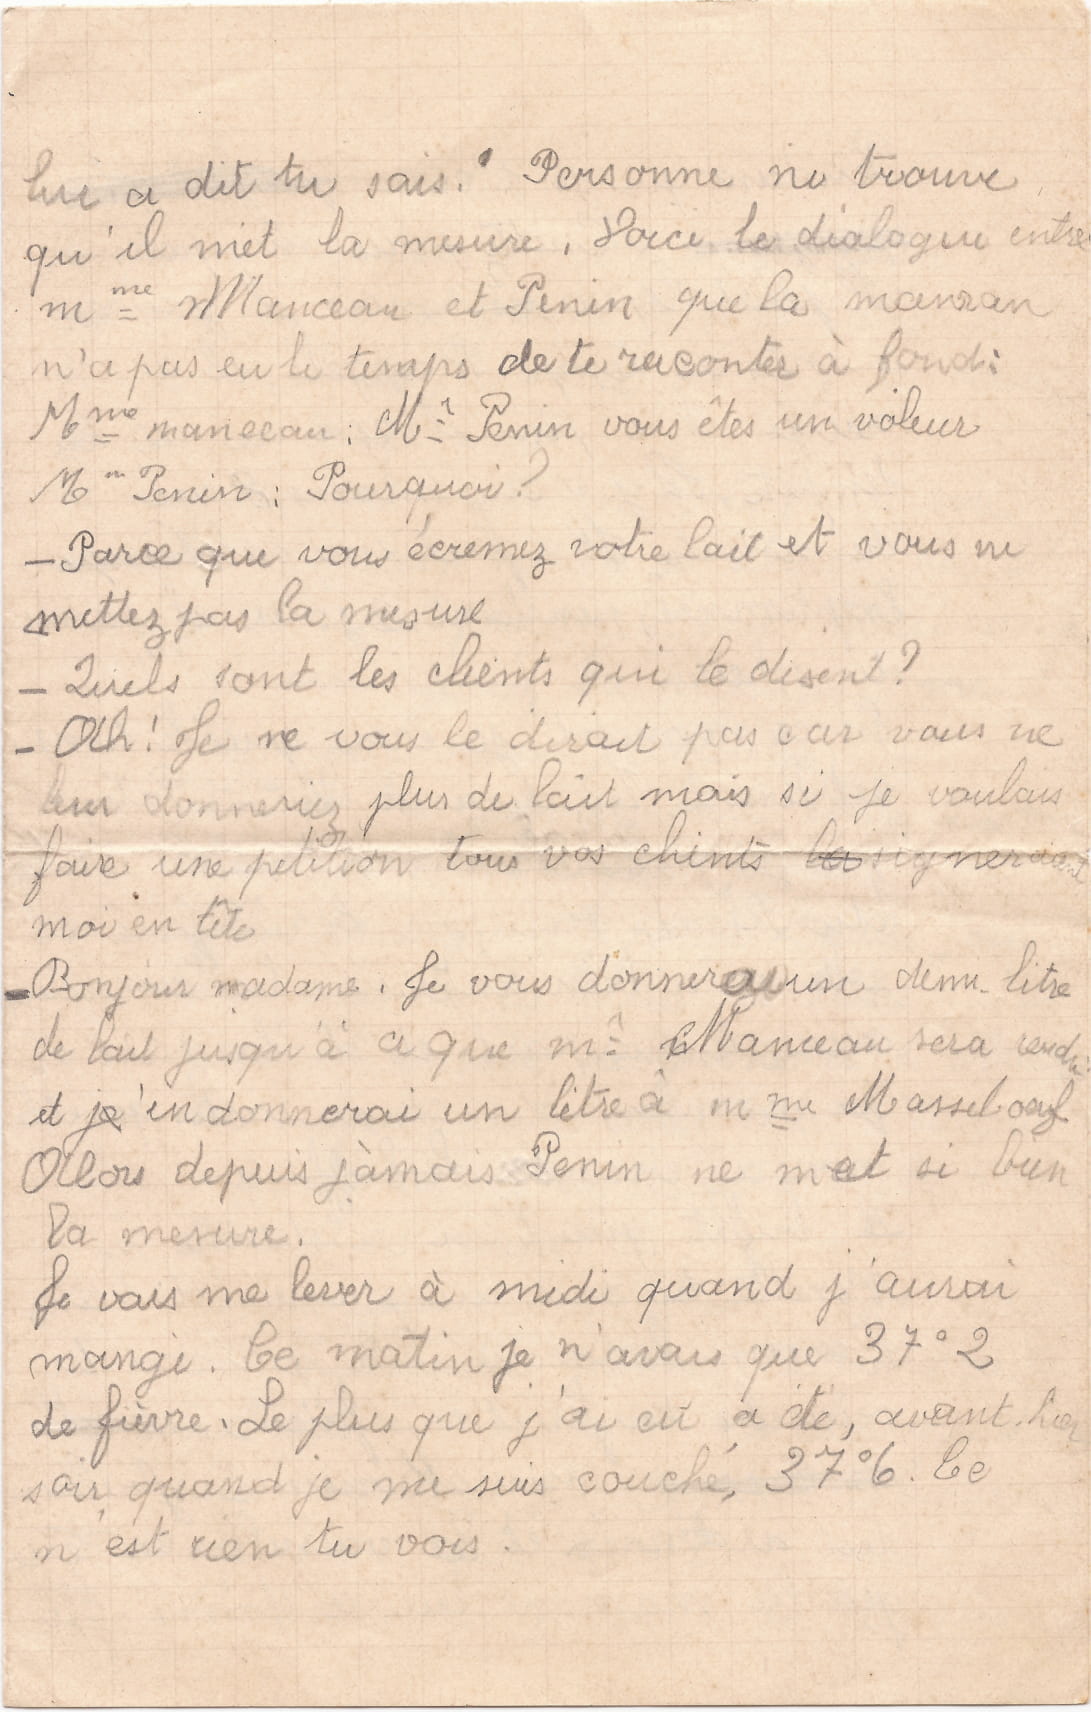 lui a dit tu sais. Personne ne trouve
qu'il met la mesure. Voici le dialogue entre
m me Manceau et Penin que la maman
n'a pas eu le temps de te raconter à fond:
Mme manceau: Mr Penin vous êtes un voleur
Mr Penin: Pourquoi?
- Parce que vous écremez votre lait et vous ne
mettez pas la mesure
- Quels sont les clients qui le disent?
- Oh! Je ne vous le dirait pas car vous ne
leur donneriez plus de lait mais si je voulais
faire une petition tous vos clients signeraient
moi en tête
- Bonjour madame. Je vous donnerai un demi-litre
de lait jusqu'à ce que mr Manceau sera rendu
et j'en donnerai un litre à mme
Alors depuis jàmais Penin ne met si bien
la mesure.
Je vais me lever à midi quand j'aurai
mangé. Ce matin je n'avais que 37°2
de fièvre. Le plus que j'ai eu a été, avant-hier
soir quand je me suis couché, 37°6. Ce
n'est rien tu vois.